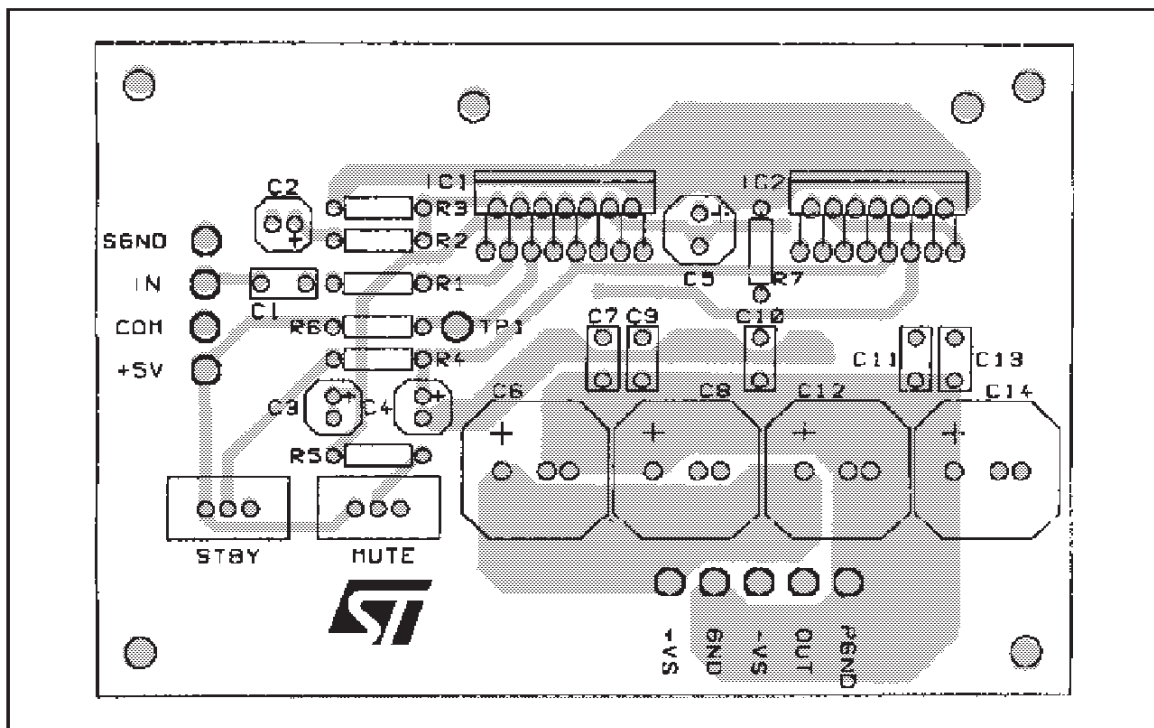 IC1
IC2
C2
R3
R2
SGND
IN
C1
R1
C5
R7
COM
R6
TP1
C7
C9
C10
+5V
R4
C11
C13
C3
C4
C6
C8
C12
C14
R5
STBY
MUTE
ST
+VS
GND
-VS
OUT
PGND